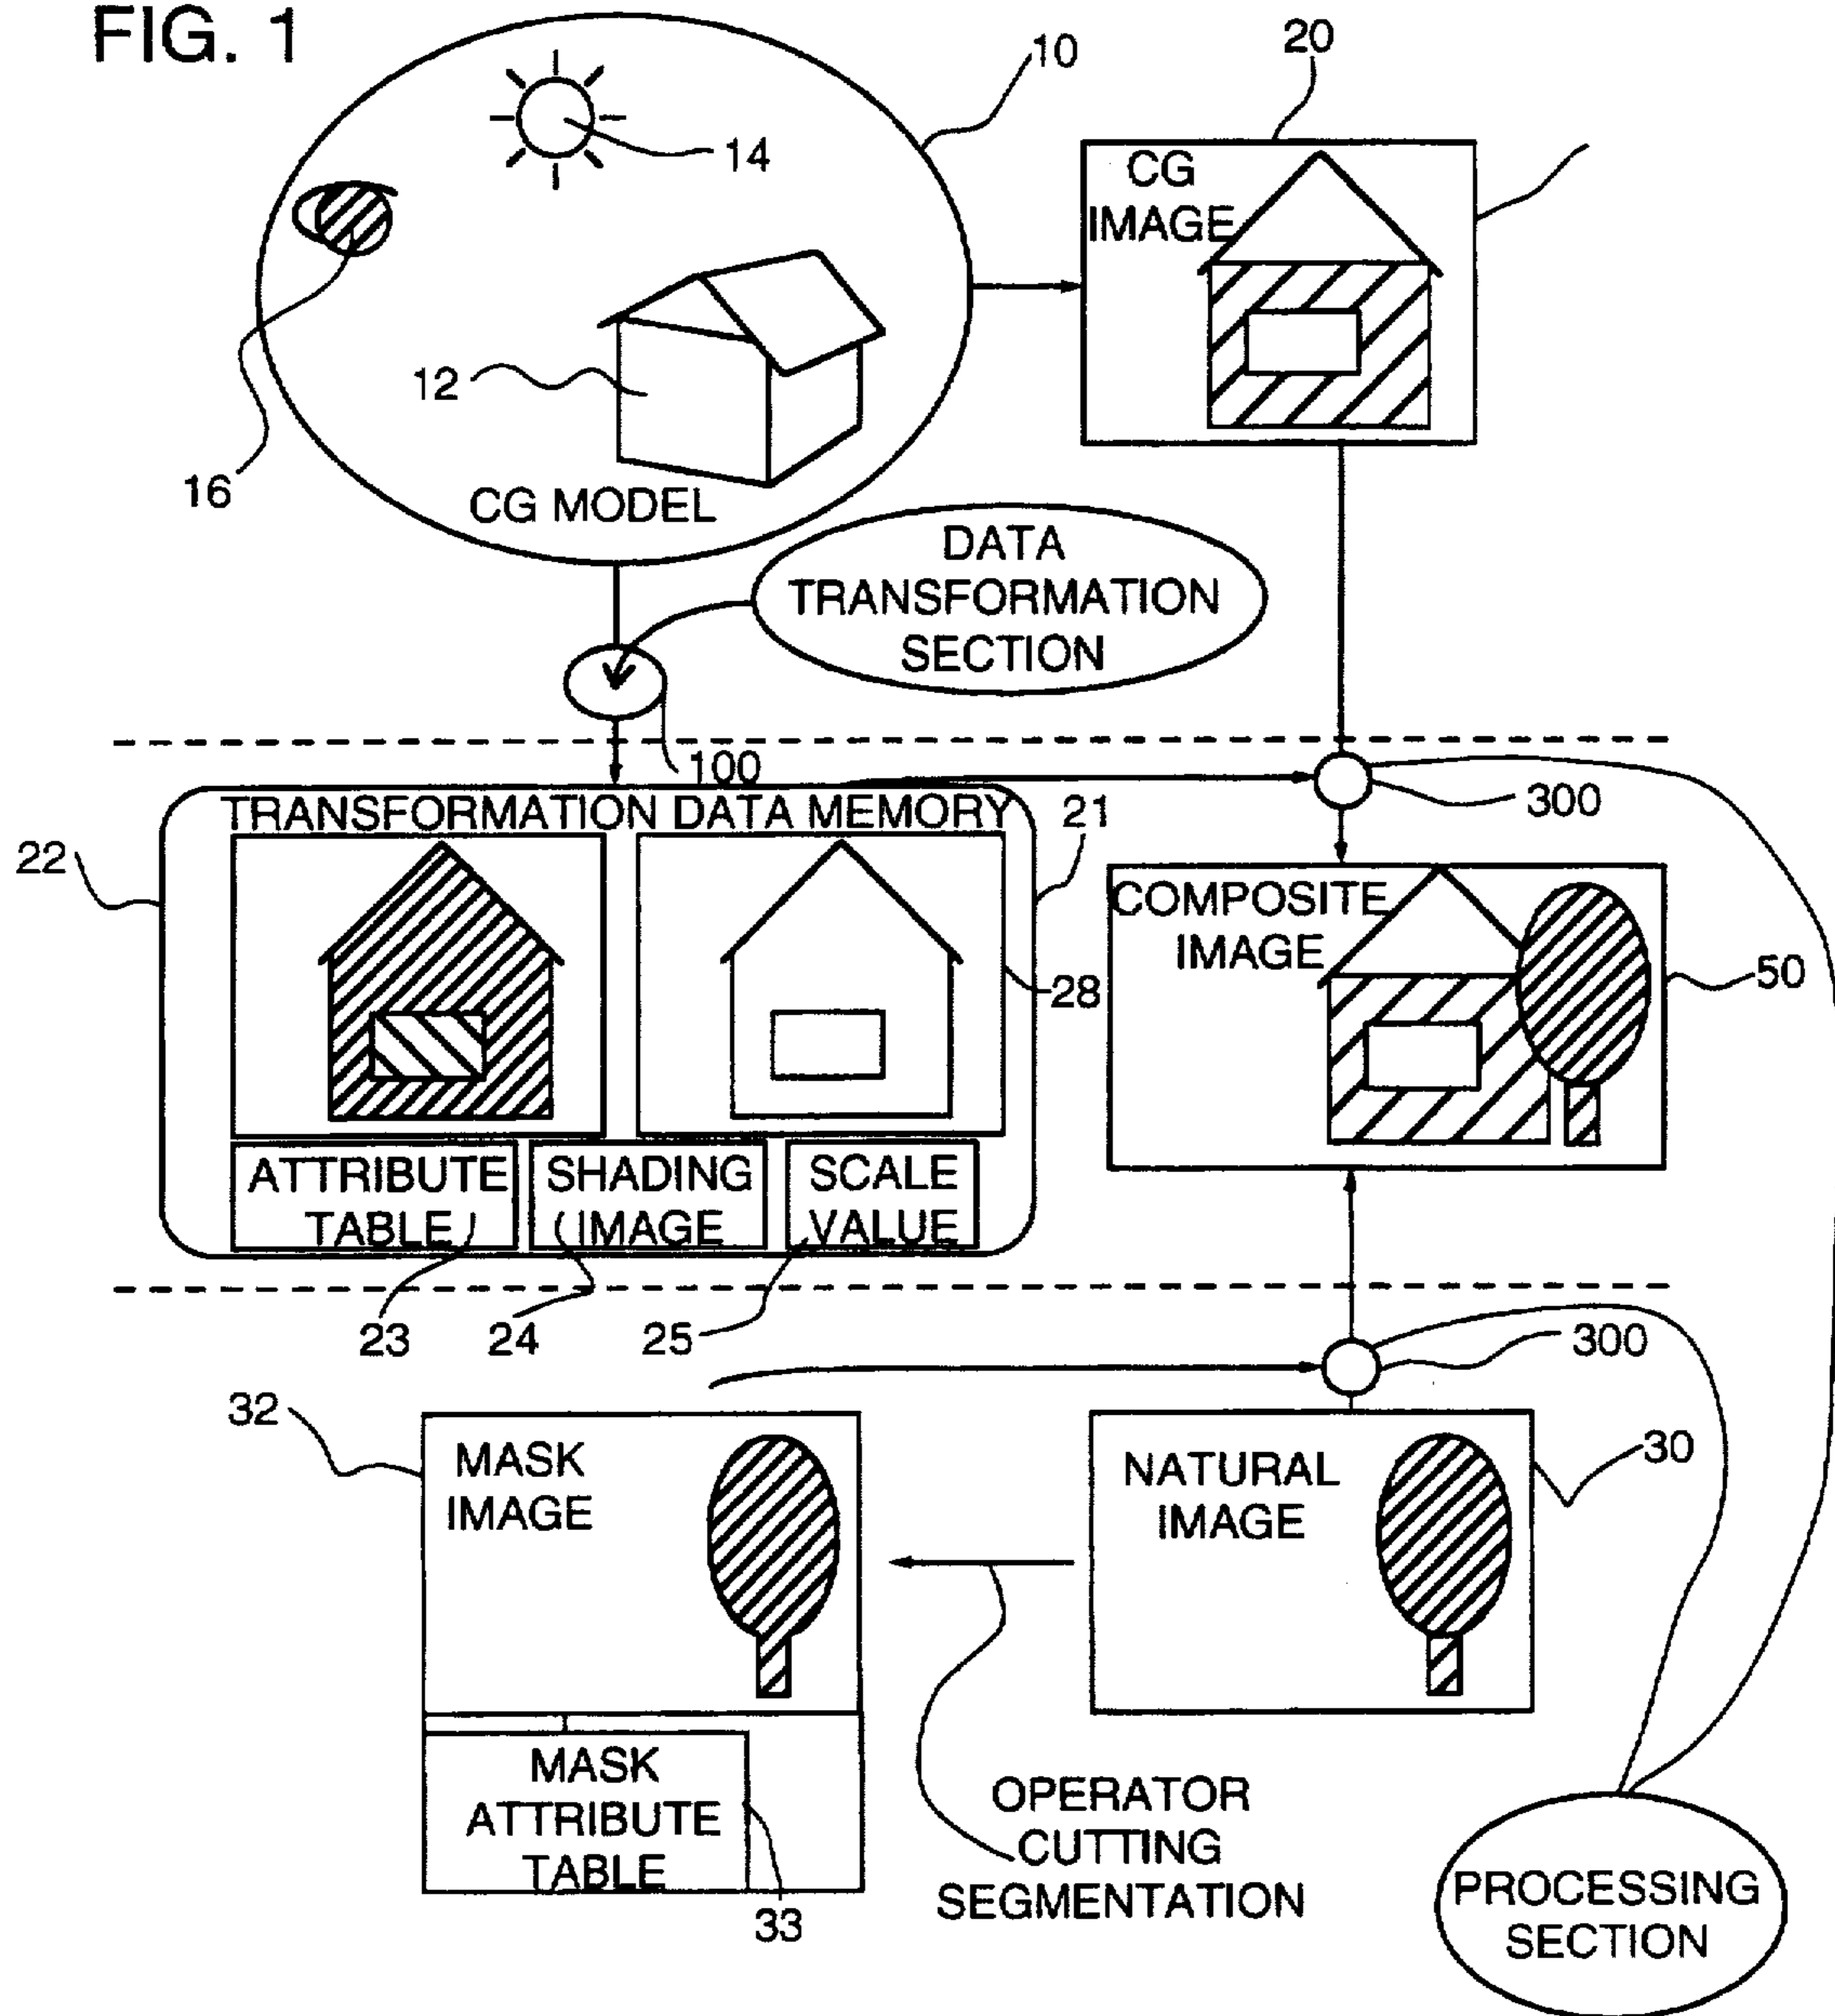 FIG. 1
10
20
14
CG
IMAGE
12
16
CG MODEL
DATA
TRANSFORMATION
SECTION
100
300
TRANSFORMATION DATA MEMORY
21
22
COMPOSITE
IMAGE
28
50
ATTRIBUTE
TABLE
SHADING
IMAGE
SCALE
VALUE
23
24
25
300
32
30
MASK
IMAGE
NATURAL
IMAGE
MASK
ATTRIBUTE
TABLE
33
OPERATOR
CUTTING
SEGMENTATION
PROCESSING
SECTION